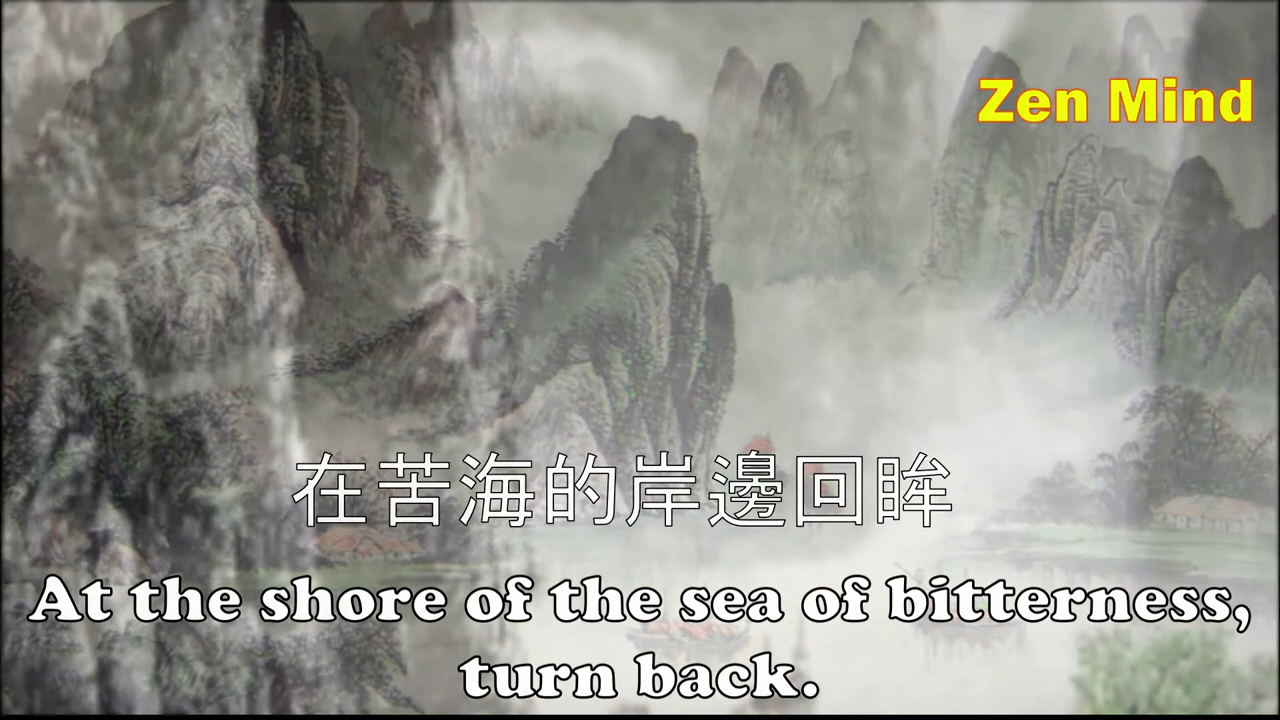 Zen Mind
在苦海的岸邊回眸
At the shore of the sea of bitterness,
turn back.